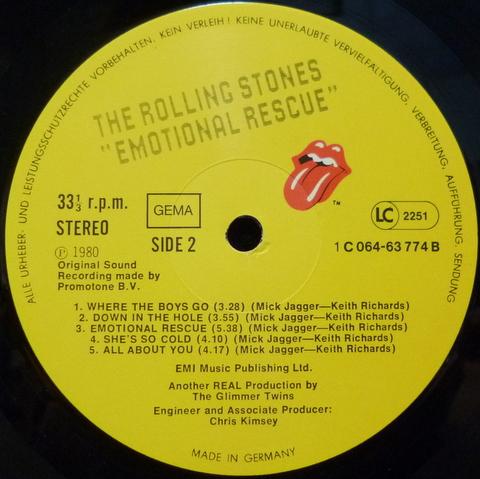 ALLE URHEBER- UND LEISTUNGSSCHUTZRECHTE VORBEHALTEN. KEIN VERLEIH! KEINE UNERLAUBTE VERVIELFÄLTIGUNG, VERBREITUNG, AUFFÜHRUNG, SENDUNG
THE ROLLING STONES
"EMOTIONAL RESCUE"
TM
33⅓ r.p.m.
STEREO
GEMA
SIDE 2
LC 2251
1 C 064-63 774 B
Ⓟ 1980
Original Sound
Recording made by
Promotone B.V.
1. WHERE THE BOYS GO (3.28) (Mick Jagger—Keith Richards)
2. DOWN IN THE HOLE (3.55) (Mick Jagger—Keith Richards)
3. EMOTIONAL RESCUE (5.38) (Mick Jagger—Keith Richards)
4. SHE'S SO COLD (4.10) (Mick Jagger—Keith Richards)
5. ALL ABOUT YOU (4.17) (Mick Jagger—Keith Richards)
EMI Music Publishing Ltd.
Another REAL Production by
The Glimmer Twins
Engineer and Associate Producer:
Chris Kimsey
MADE IN GERMANY